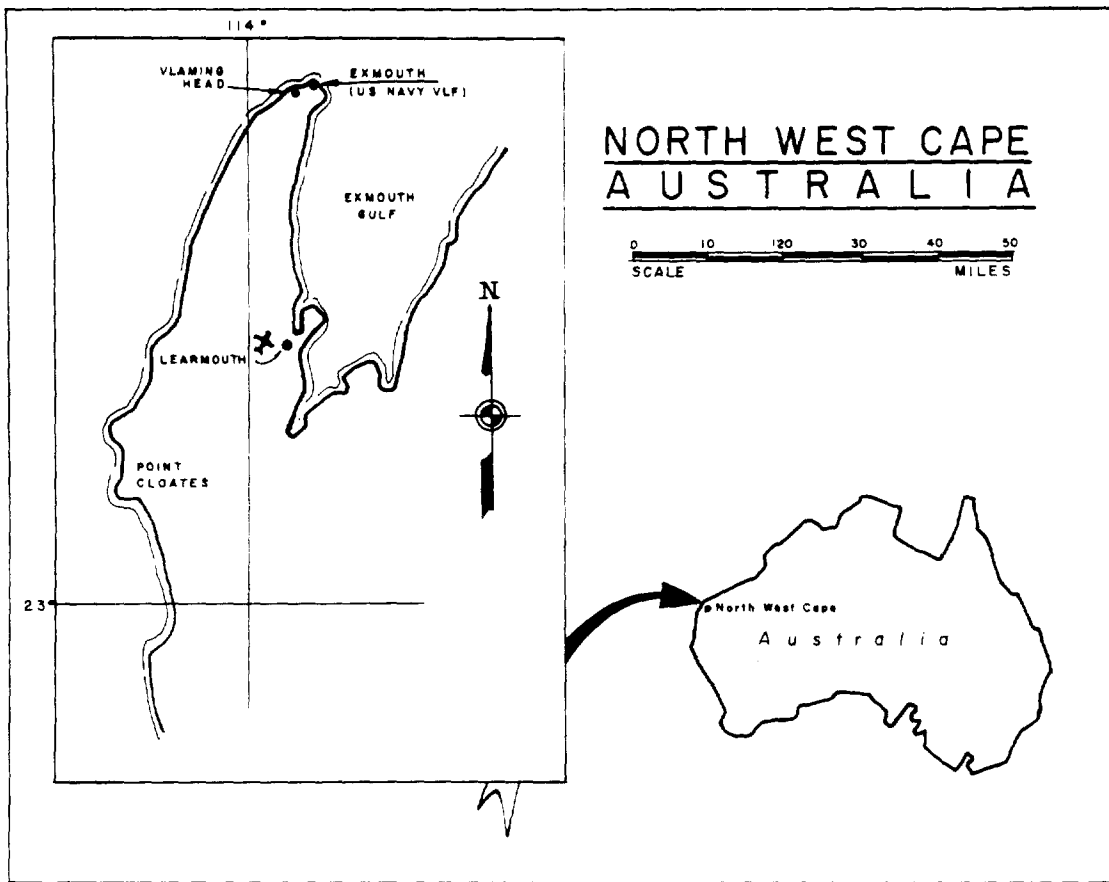 114°
VLAMING
HEAD
EXMOUTH
(US NAVY VLF)
NORTH WEST CAPE
AUSTRALIA
EXMOUTH
GULF
0 10 120 30 40 50
SCALE MILES
N
LEARMOUTH
POINT
CLOATES
23°
North West Cape
Australia